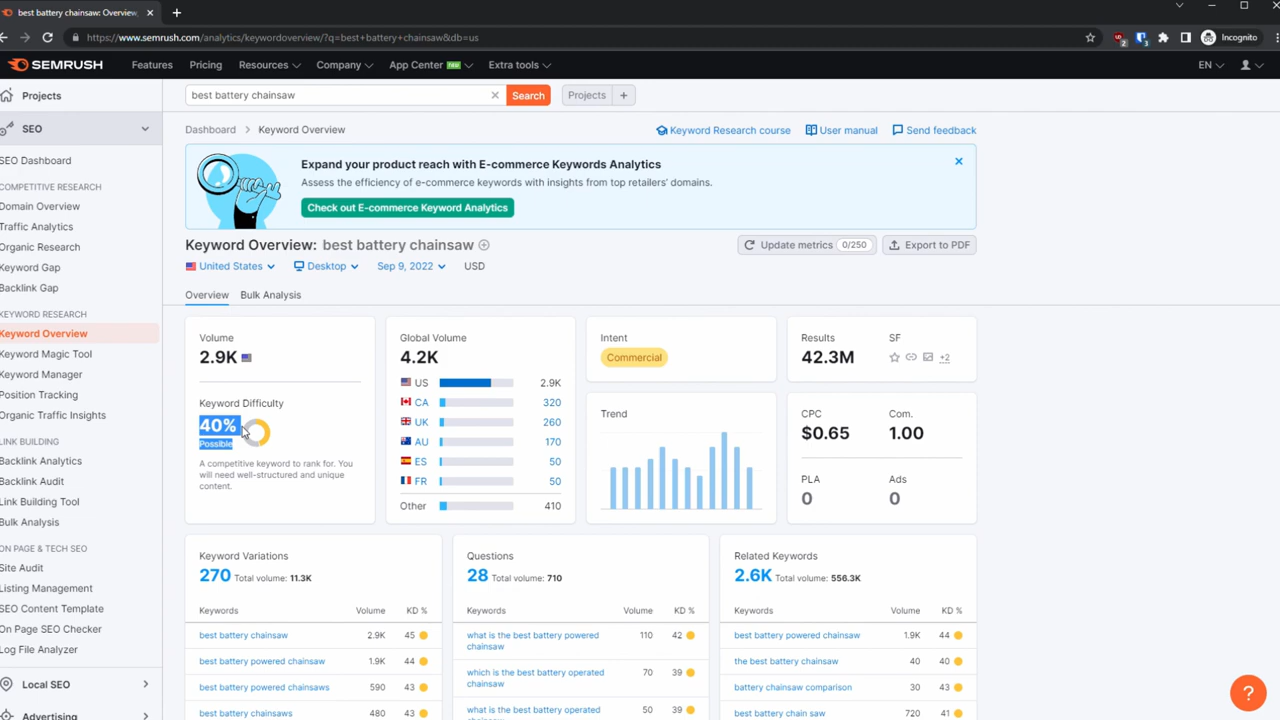 best battery chainsaw: Overview
https://www.semrush.com/analytics/keywordoverview/?q=best+battery+chainsaw&db=us
2
3
Incognito
SEMRUSH
Features
Pricing
Resources
Company
App Center
Extra tools
EN
Projects
SEO
SEO Dashboard
COMPETITIVE RESEARCH
Domain Overview
Traffic Analytics
Organic Research
Keyword Gap
Backlink Gap
KEYWORD RESEARCH
Keyword Overview
Keyword Magic Tool
Keyword Manager
Position Tracking
Organic Traffic Insights
LINK BUILDING
Backlink Analytics
Backlink Audit
Link Building Tool
Bulk Analysis
ON PAGE & TECH SEO
Site Audit
Listing Management
SEO Content Template
On Page SEO Checker
Log File Analyzer
Local SEO
Advertising
best battery chainsaw
Search
Projects +
Dashboard > Keyword Overview
Keyword Research course
User manual
Send feedback
Expand your product reach with E-commerce Keywords Analytics
Assess the efficiency of e-commerce keywords with insights from top retailers' domains.
Check out E-commerce Keyword Analytics
Keyword Overview: best battery chainsaw
Update metrics 0/250
Export to PDF
United States
Desktop
Sep 9, 2022
USD
Overview
Bulk Analysis
Volume
2.9K
Keyword Difficulty
40%
Possible
A competitive keyword to rank for. You
will need well-structured and unique
content.
Global Volume
4.2K
US 2.9K
CA 320
UK 260
AU 170
ES 50
FR 50
Other 410
Intent
Commercial
Trend
Results
42.3M
SF
+2
CPC
$0.65
Com.
1.00
PLA
0
Ads
0
Keyword Variations
270 Total volume: 11.3K
Keywords Volume KD %
best battery chainsaw 2.9K 45
best battery powered chainsaw 1.9K 44
best battery powered chainsaws 590 43
best battery chainsaws 480 43
Questions
28 Total volume: 710
Keywords Volume KD %
what is the best battery powered 110 42
chainsaw
which is the best battery operated 70 39
chainsaw
what is the best battery operated 50 39
Related Keywords
2.6K Total volume: 556.3K
Keywords Volume KD %
best battery powered chainsaw 1.9K 44
the best battery chainsaw 40 40
battery chainsaw comparison 30 43
best battery chain saw 720 41
?